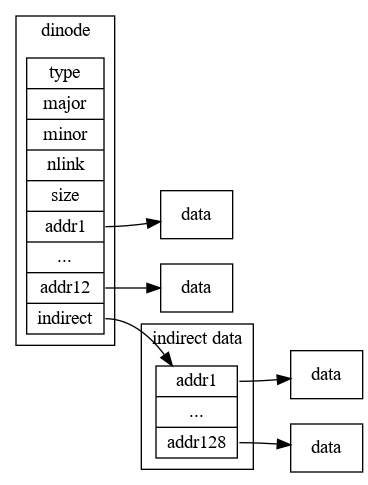 dinode
type
major
minor
nlink
size
addr1
...
addr12
indirect
data
data
indirect data
addr1
...
addr128
data
data